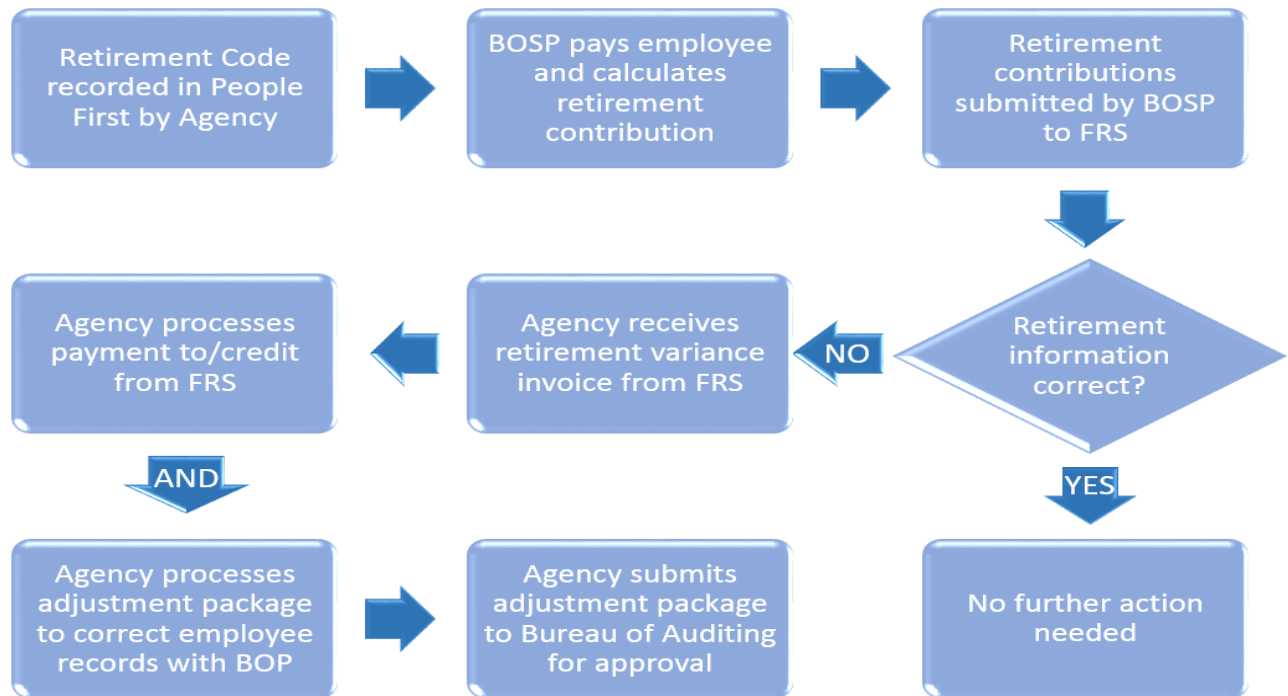 Retirement Code
recorded in People
First by Agency
BOSP pays employee
and calculates
retirement
contribution
Retirement
contributions
submitted by BOSP
to FRS
Retirement
information
correct?
NO
Agency receives
retirement variance
invoice from FRS
Agency processes
payment to/credit
from FRS
AND
Agency processes
adjustment package
to correct employee
records with BOP
Agency submits
adjustment package
to Bureau of Auditing
for approval
YES
No further action
needed